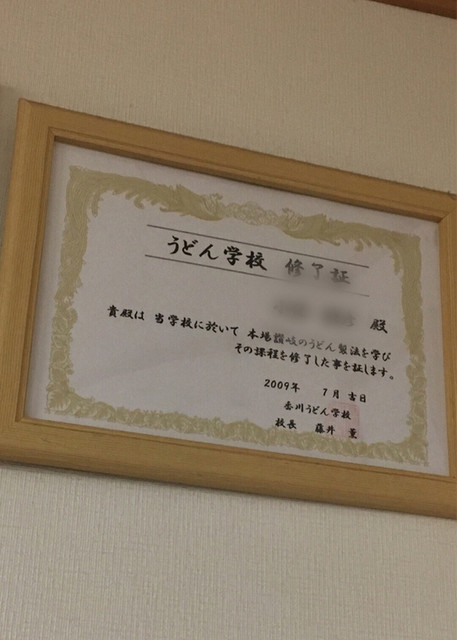 うどん学校 修了証
殿
貴殿は 当学校に於いて 本場讃岐のうどん製法を学び
その課程を修了した事を証します。
2009年 7月 吉日
香川うどん学校
校長 藤井 薫